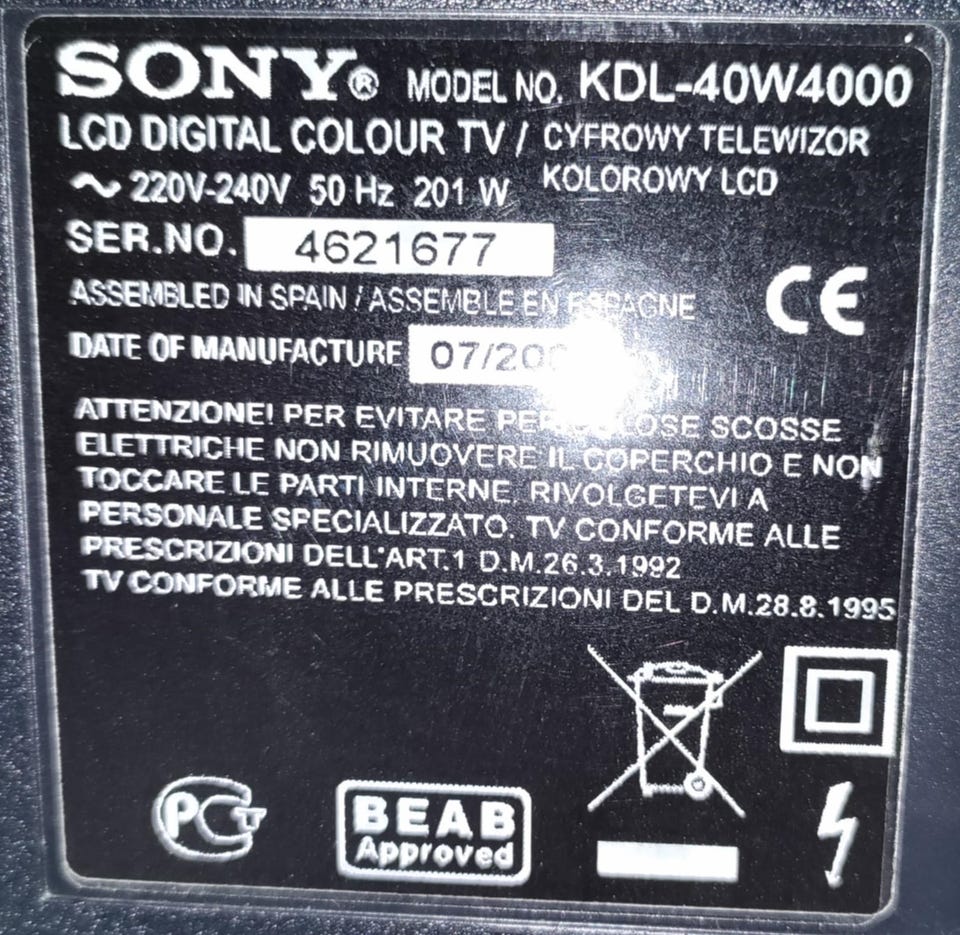 SONY® MODEL NO. KDL-40W4000
LCD DIGITAL COLOUR TV / CYFROWY TELEWIZOR
KOLOROWY LCD
~ 220V-240V 50 Hz 201 W
SER.NO. 4621677
ASSEMBLED IN SPAIN / ASSEMBLE EN ESPAGNE
CE
DATE OF MANUFACTURE
ATTENZIONE! PER EVITARE SCOSSE
ELETTRICHE NON RIMUOVERE IL COPERCHIO E NON
TOCCARE LE PARTI INTERNE. RIVOLGETEVI A
PERSONALE SPECIALIZZATO. TV CONFORME ALLE
PRESCRIZIONI DELL'ART.1 D.M.26.3.1992
TV CONFORME ALLE PRESCRIZIONI DEL D.M.28.8.1995
PCT
BEAB
Approved